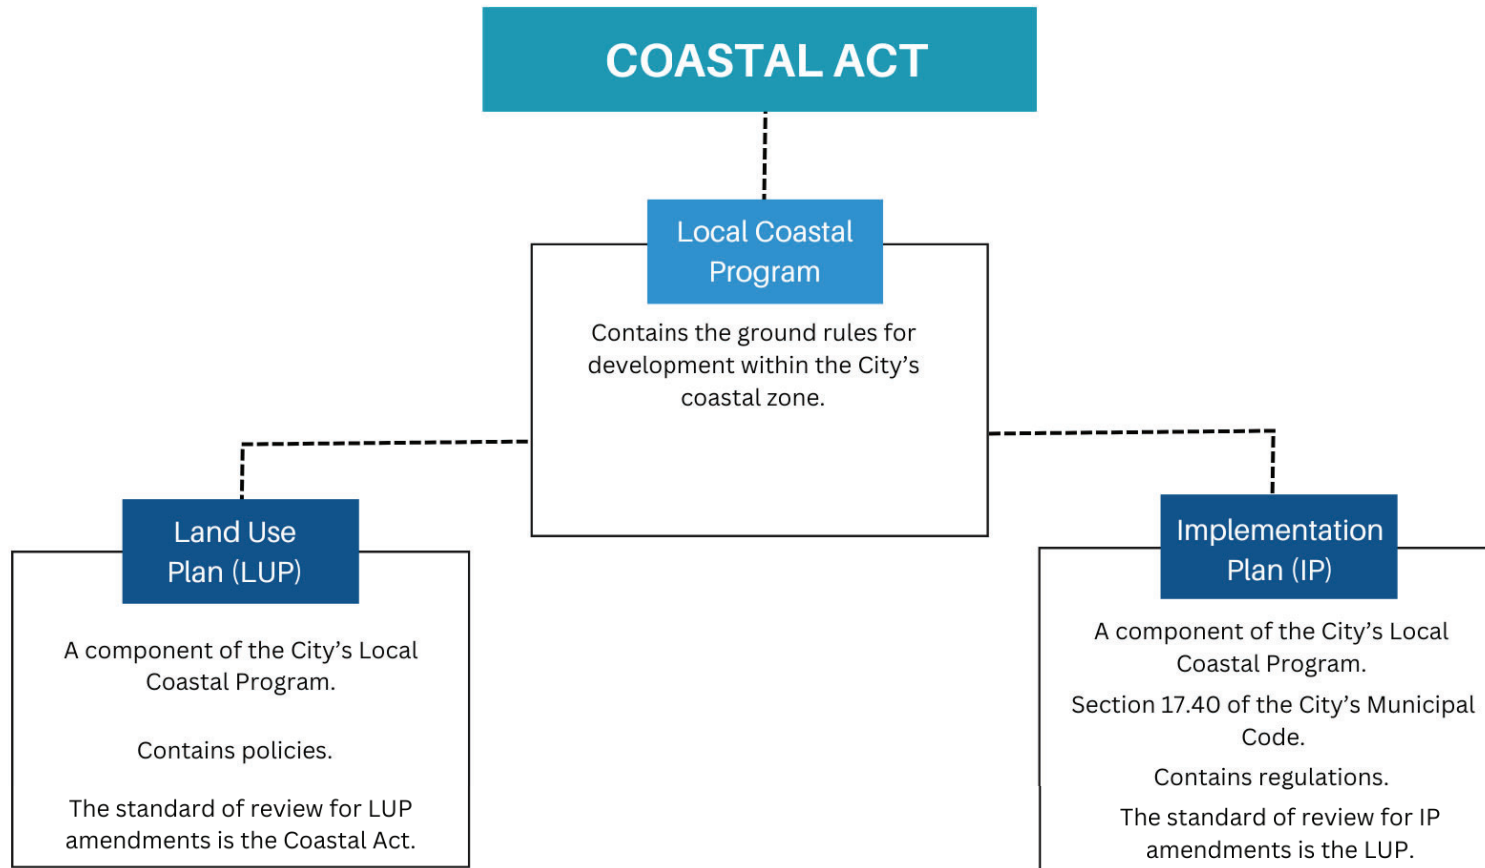 COASTAL ACT
Local Coastal
Program
Contains the ground rules for
development within the City’s
coastal zone.
Land Use
Plan (LUP)
A component of the City’s Local
Coastal Program.
Contains policies.
The standard of review for LUP
amendments is the Coastal Act.
Implementation
Plan (IP)
A component of the City’s Local
Coastal Program.
Section 17.40 of the City’s Municipal
Code.
Contains regulations.
The standard of review for IP
amendments is the LUP.